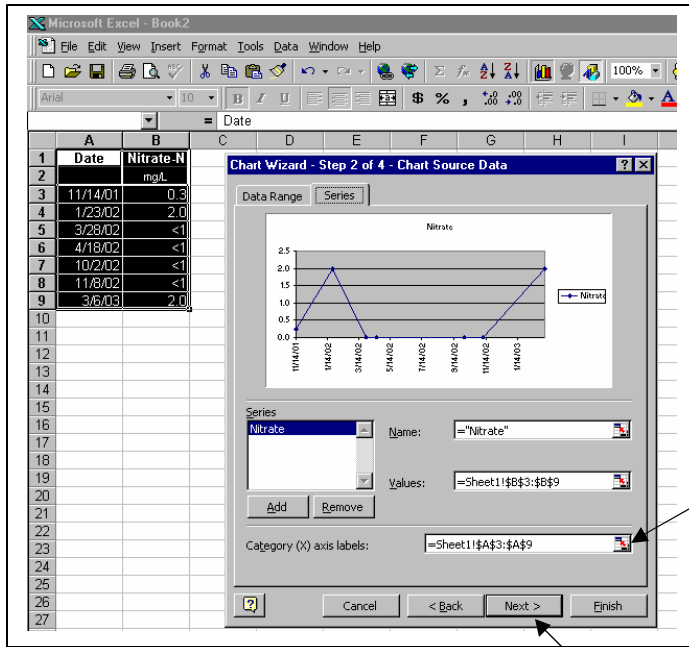 Microsoft Excel - Book2
File Edit View Insert Format Tools Data Window Help
100%
Arial 10 B I U $ % ,
= Date
A B C D E F G H I
1 Date Nitrate-N
2 mg/L
3 11/14/01 0.3
4 1/23/02 2.0
5 3/28/02 <1
6 4/18/02 <1
7 10/2/02 <1
8 11/8/02 <1
9 3/6/03 2.0
10
11
12
13
14
15
16
17
18
19
20
21
22
23
24
25
26
27
Chart Wizard - Step 2 of 4 - Chart Source Data
Data Range Series
Nitrate
2.5
2.0
1.5
1.0
0.5
0.0
11/14/01 1/14/02 3/14/02 5/14/02 7/14/02 9/14/02 11/14/02 1/14/03
Nitrate
Series
Nitrate
Name: ="Nitrate"
Values: =Sheet1!$B$3:$B$9
Add Remove
Category (X) axis labels: =Sheet1!$A$3:$A$9
Cancel < Back Next > Finish